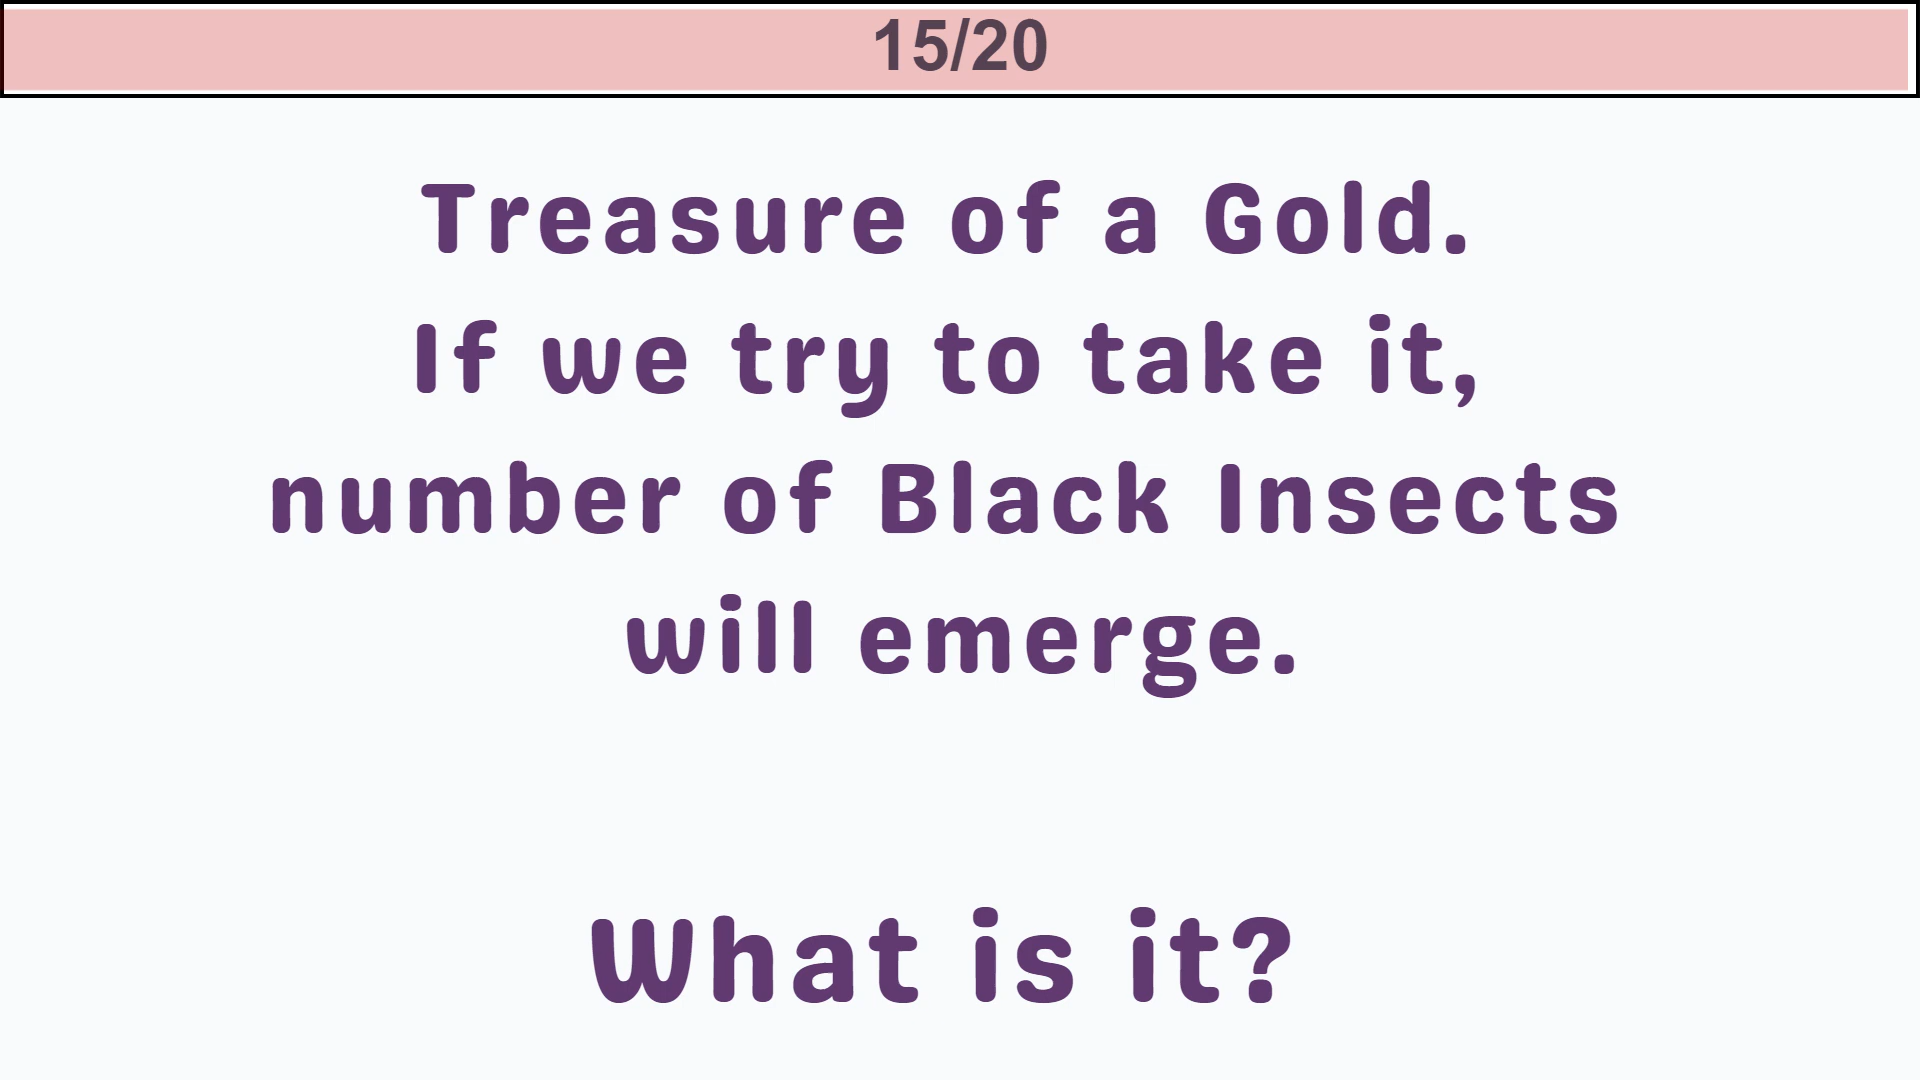 15/20
Treasure of a Gold.
If we try to take it,
number of Black Insects
will emerge.
What is it?